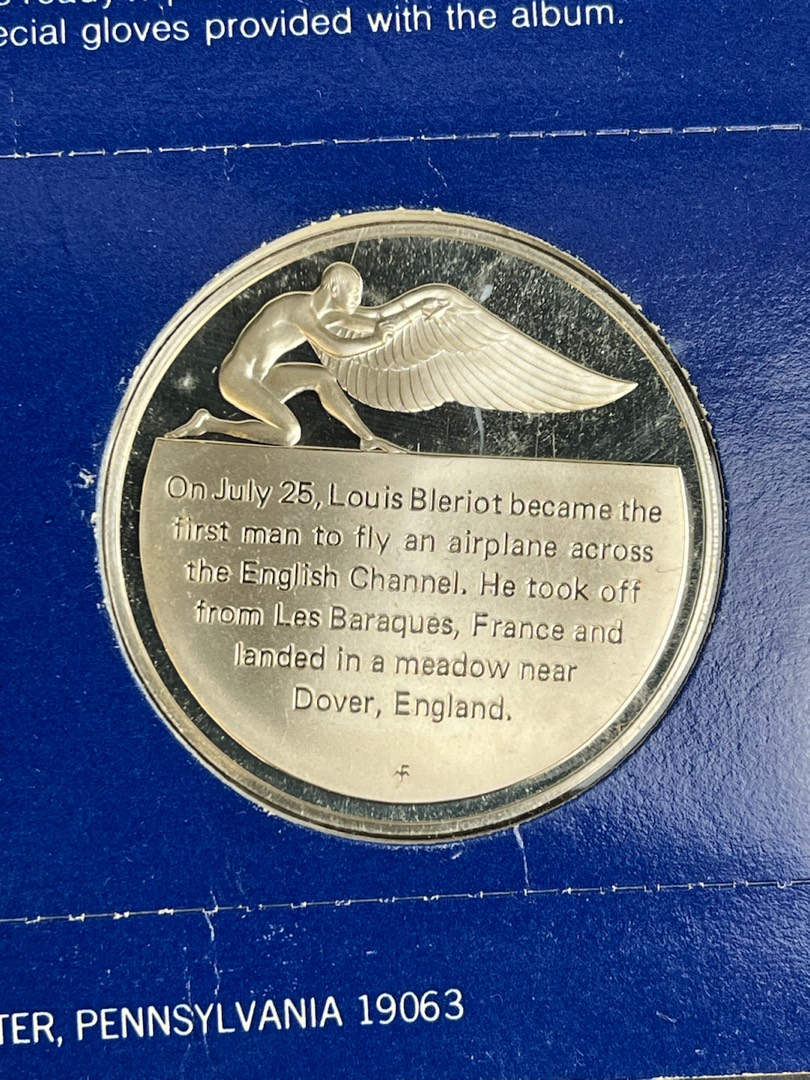 ecial gloves provided with the album.
On July 25, Louis Bleriot became the
first man to fly an airplane across
the English Channel. He took off
from Les Baraques, France and
landed in a meadow near
Dover, England.
TER, PENNSYLVANIA 19063